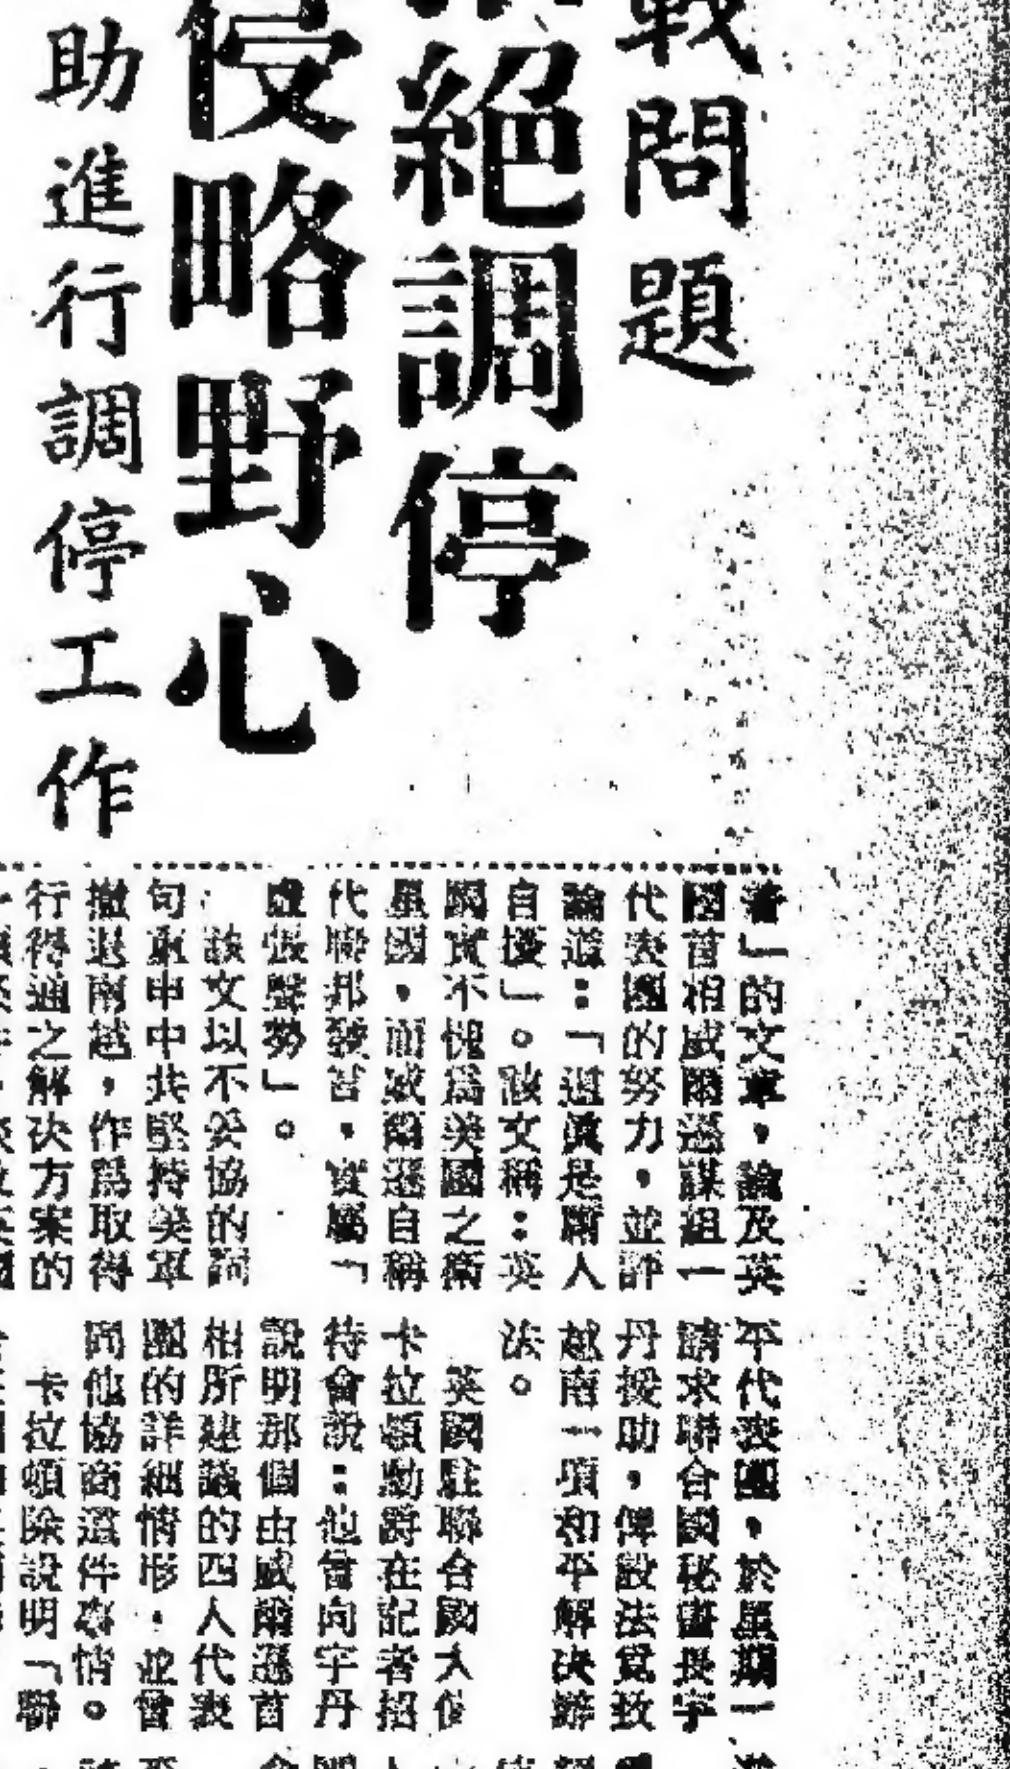 戰問題
絕調停
侵略野心
助進行調停工作
著」的文章，論及英
國首相威爾遜謀組一
代表團的努力，並評
論道：「這眞是庸人
自擾」。該文稱：英
國實不愧爲美國之衛
星國，而威爾遜自稱
代聯邦發言，實屬「
虛張聲勢」。
該文以不妥協的詞
句重申中共堅持美軍
撤退南越，作爲取得
行得通之解决方案的
平代表團，於星期一
請求聯合國秘書長宇
丹援助，俾設法覓致
越南一項和平解决辦
法。
英國駐聯合國大使
卡拉頓勳爵在記者招
待會說：他曾向宇丹
說明那個由威爾遜首
相所建議的四人代表
團的詳細情形，並曾
同他協商這件事情。
卡拉頓除說明「聯